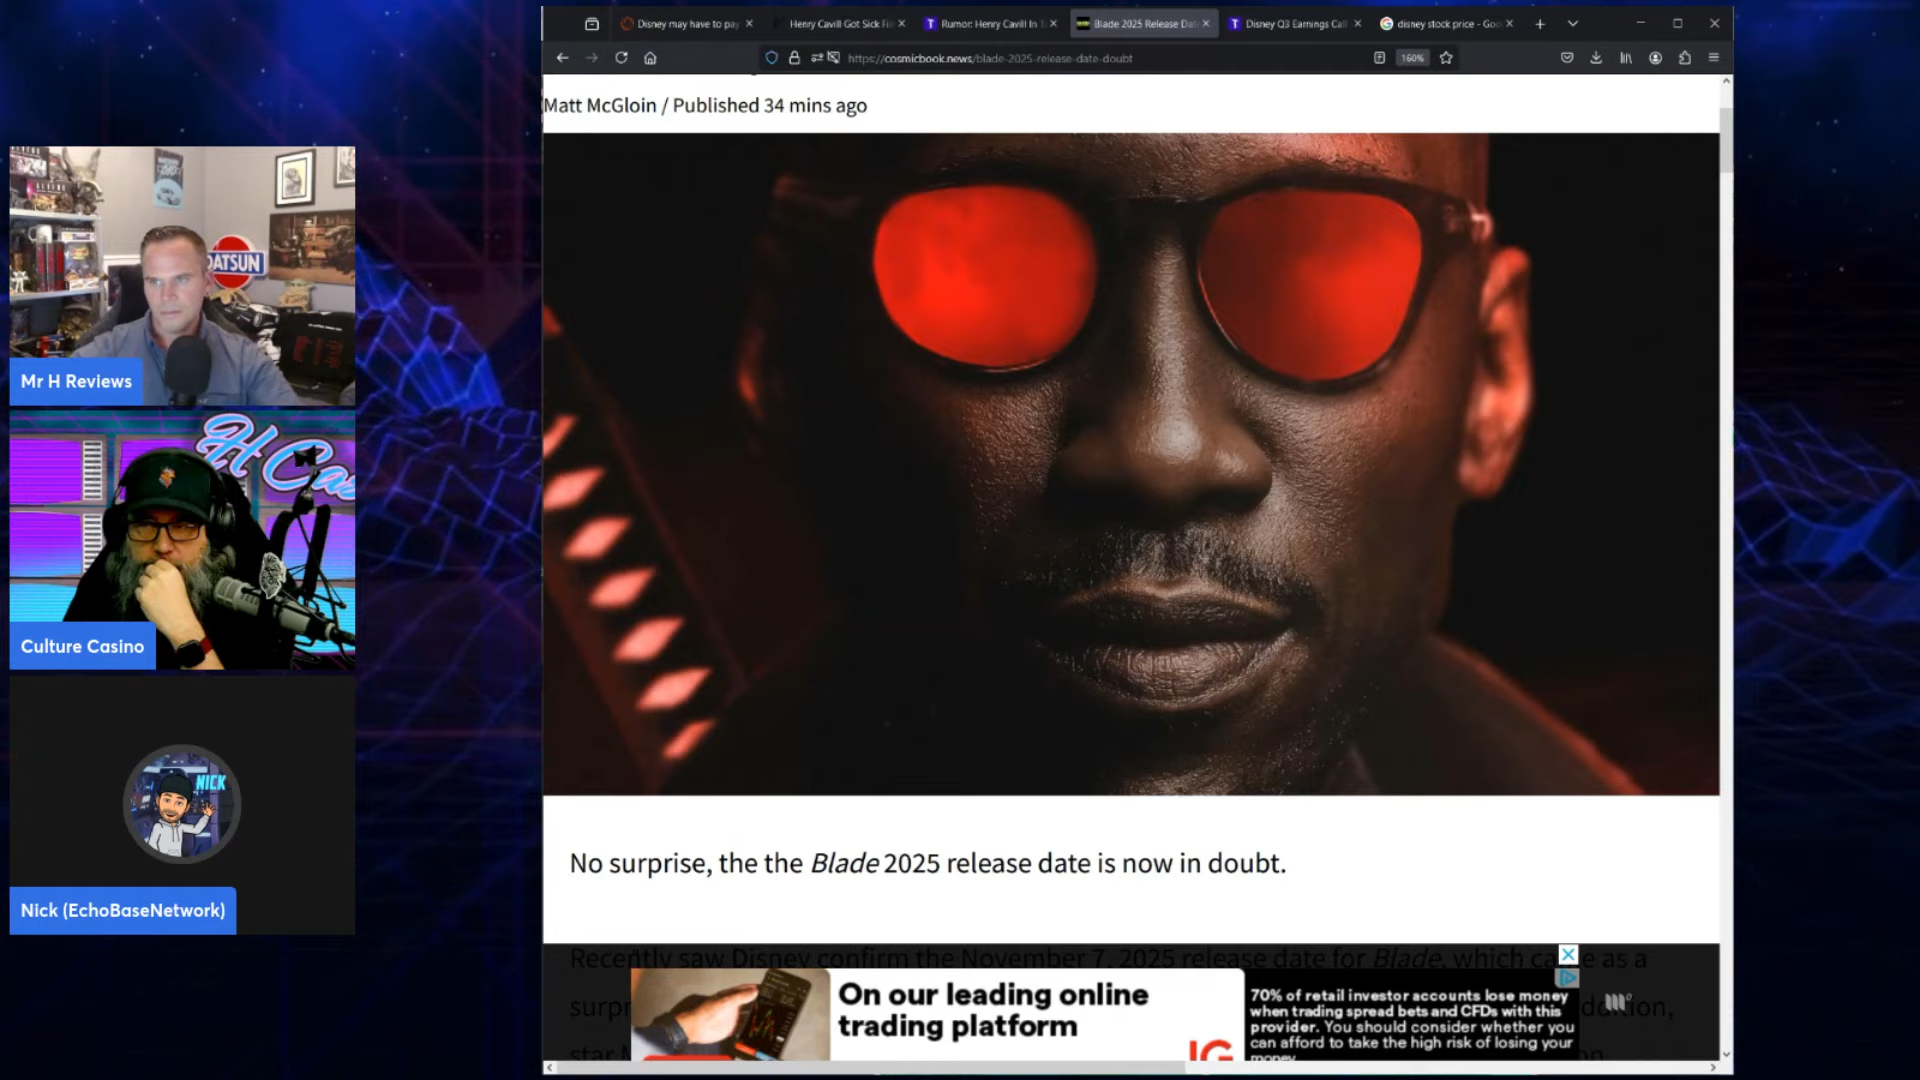 Disney may have to pay
Henry Cavill Got Sick
Rumor: Henry Cavill In
Blade 2025 Release Dat
Disney Q3 Earnings Call
disney stock price - Goo
https://cosmicbook.news/blade-2025-release-date-doubt
160%
Matt McGloin / Published 34 mins ago
DATSUN
Mr H Reviews
H Cas
Culture Casino
NICK
Nick (EchoBaseNetwork)
No surprise, the the Blade 2025 release date is now in doubt.
Recently saw Disney confirm the November 7, 2025 release date for Blade, which came as a
On our leading online
trading platform
IG
70% of retail investor accounts lose money
when trading spread bets and CFDs with this
provider. You should consider whether you
can afford to take the high risk of losing your
money.